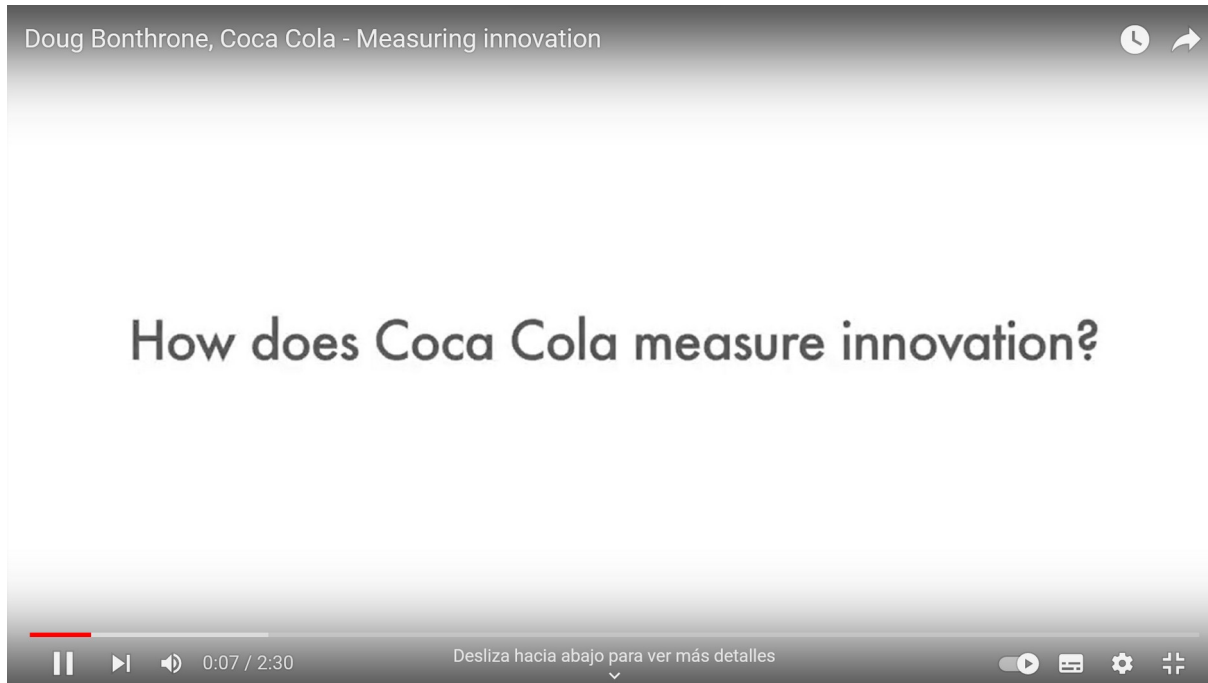 Doug Bonthrone, Coca Cola - Measuring innovation
How does Coca Cola measure innovation?
0:07 / 2:30
Desliza hacia abajo para ver más detalles